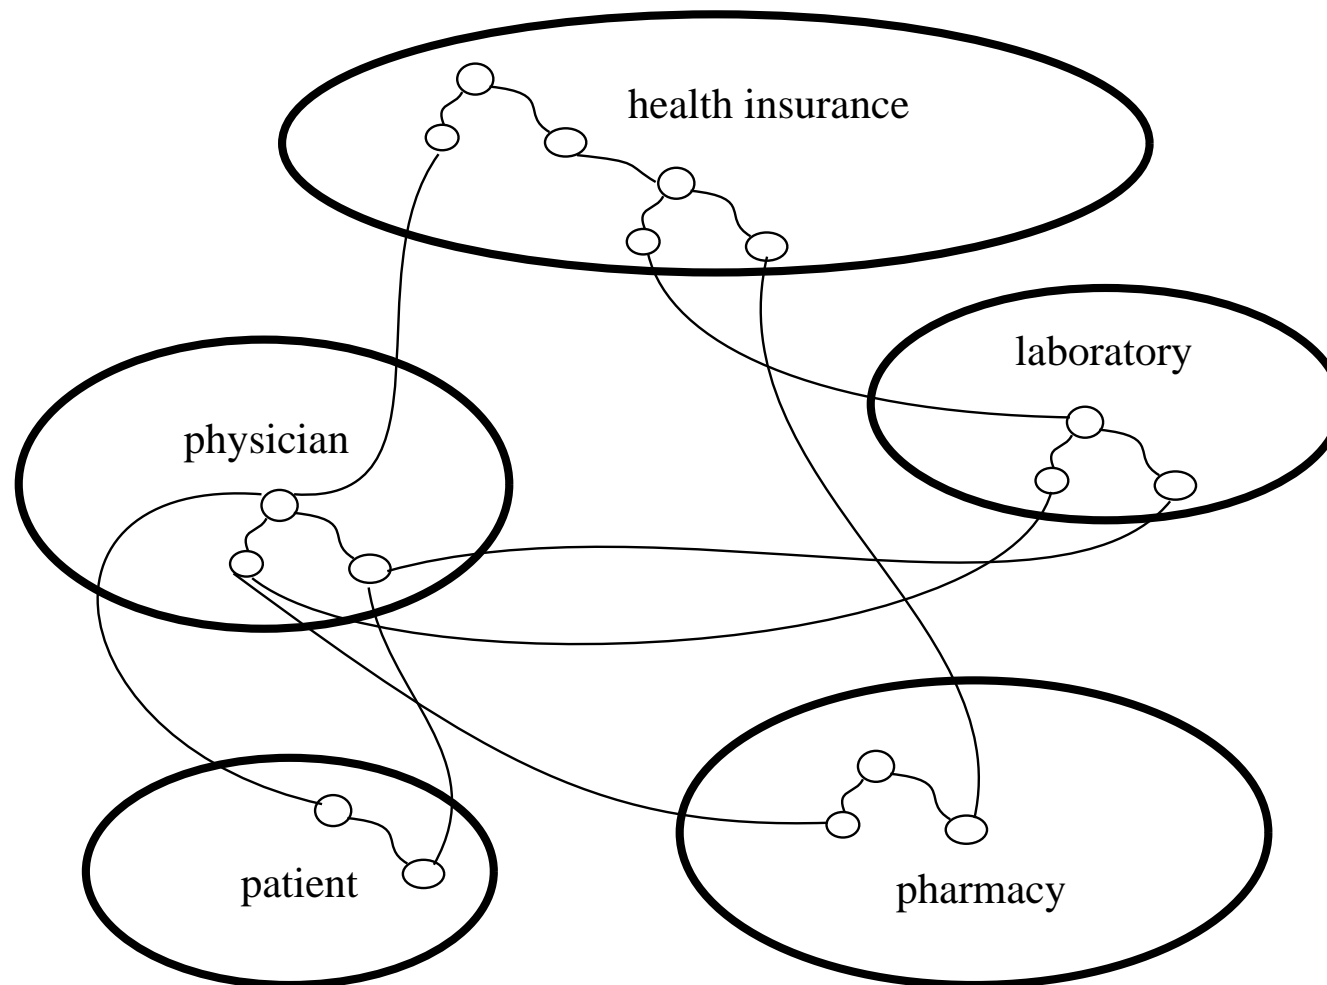 health insurance
laboratory
physician
patient
pharmacy